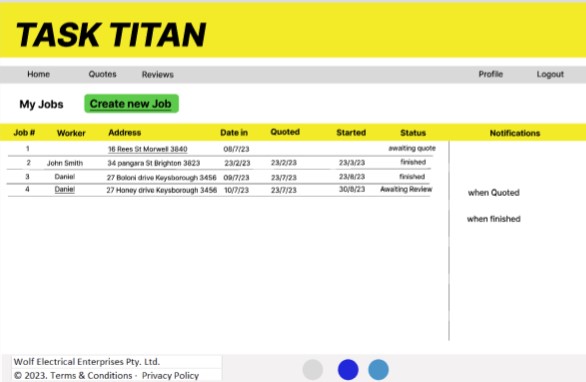 TASK TITAN
Home Quotes Reviews Profile Logout
My Jobs Create new Job
Job # Worker Address Date in Quoted Started Status Notifications
1 16 Rees St Morwell 3840 08/7/23 awaiting quote
2 John Smith 34 pangara St Brighton 3823 23/2/23 23/2/23 23/3/23 finished
3 Daniel 27 Boloni drive Keysborough 3456 09/7/23 23/7/23 23/8/23 finished
4 Daniel 27 Honey drive Keysborough 3456 10/7/23 23/7/23 30/8/23 Awaiting Review
when Quoted
when finished
Wolf Electrical Enterprises Pty. Ltd.
© 2023. Terms & Conditions - Privacy Policy